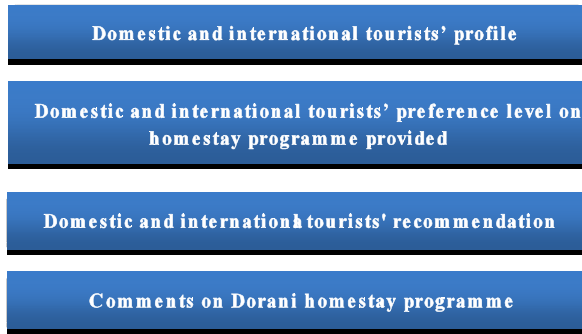 Domestic and international tourists’ profile
Domestic and international tourists’ preference level on
homestay programme provided
Domestic and international tourists' recommendation
Comments on Dorani homestay programme